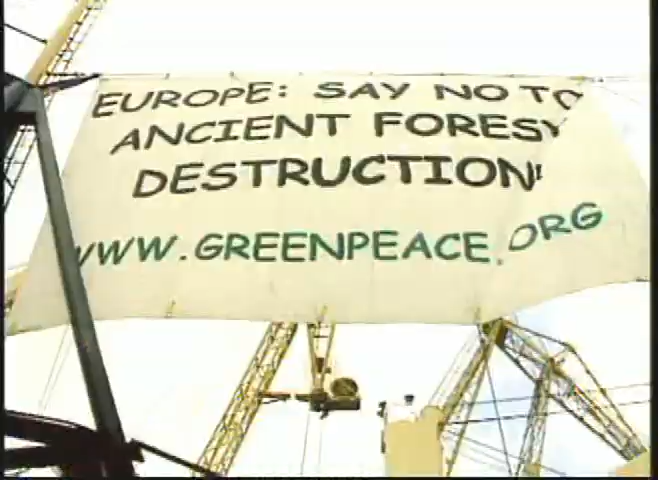 EUROPE: SAY NO TO
ANCIENT FOREST
DESTRUCTION!
WWW.GREENPEACE.ORG